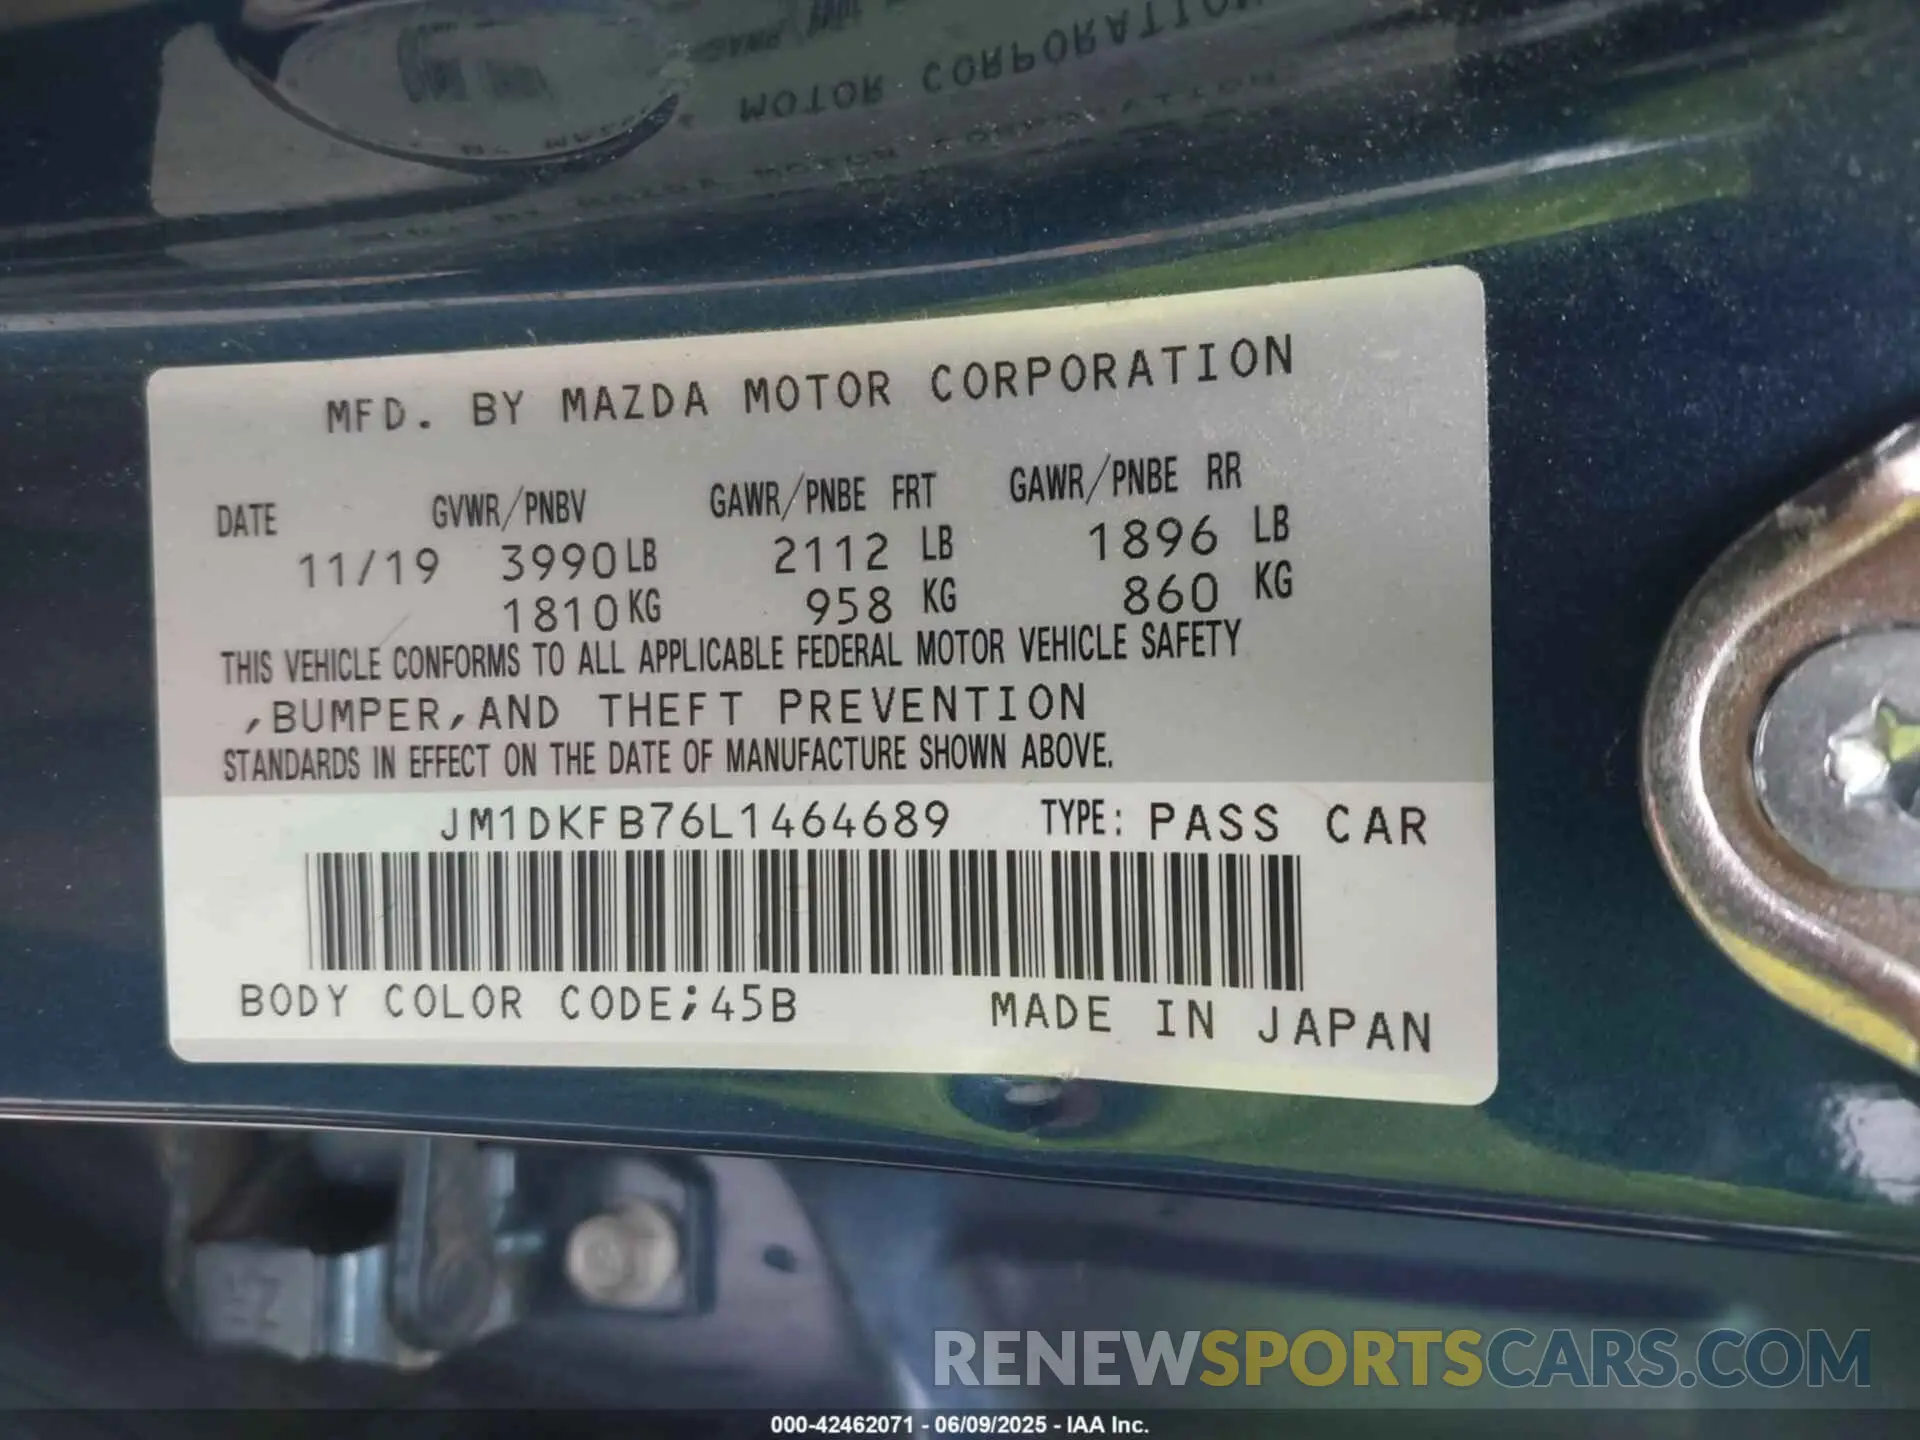 MFD. BY MAZDA MOTOR CORPORATION
DATE GVWR/PNBV GAWR/PNBE FRT GAWR/PNBE RR
11/19 3990 LB 2112 LB 1896 LB
1810 KG 958 KG 860 KG
THIS VEHICLE CONFORMS TO ALL APPLICABLE FEDERAL MOTOR VEHICLE SAFETY
,BUMPER,AND THEFT PREVENTION
STANDARDS IN EFFECT ON THE DATE OF MANUFACTURE SHOWN ABOVE.
JM1DKFB76L1464689 TYPE: PASS CAR
BODY COLOR CODE;45B MADE IN JAPAN
RENEWSPORTSCARS.COM
000-42462071 - 06/09/2025 - IAA Inc.